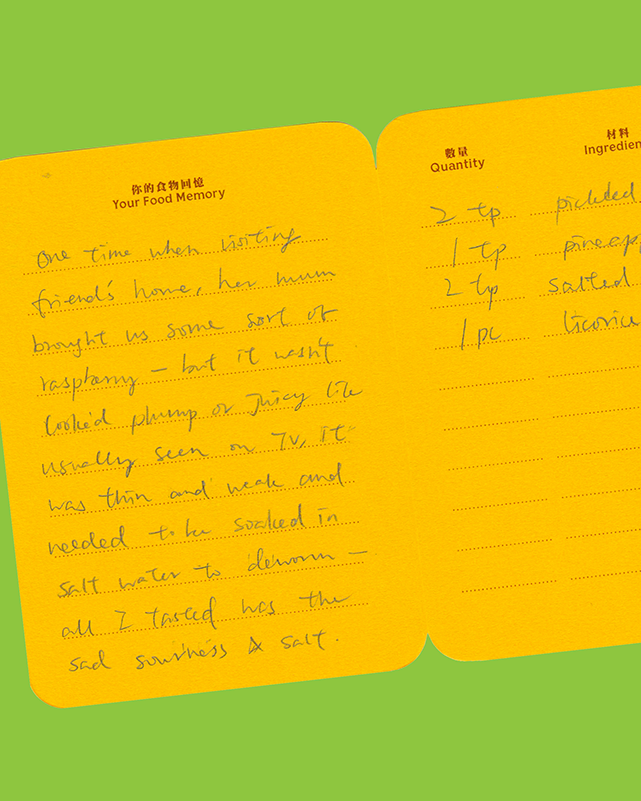 你的食物回憶
Your Food Memory
One time when visiting
friend's home, her mum
brought us some sort of
raspberry – but it wasn't
looked plump or juicy like
usually seen on TV, it
was thin and weak and
needed to be soaked in
salt water to deworm –
all I tasted was the
sad sourness & salt.
數量 材料
Quantity Ingredien
2 tp pickled
1 tp pineapp
2 tp salted
1 pc licorice